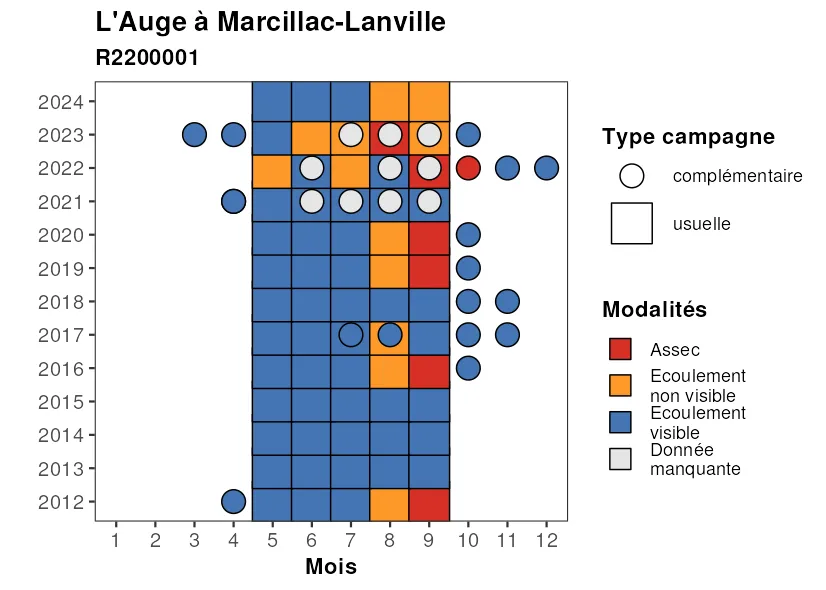 L'Auge à Marcillac-Lanville
R2200001
2024
2023
2022
2021
2020
2019
2018
2017
2016
2015
2014
2013
2012
1 2 3 4 5 6 7 8 9 10 11 12
Mois
Type campagne
complémentaire
usuelle
Modalités
Assec
Ecoulement
non visible
Ecoulement
visible
Donnée
manquante